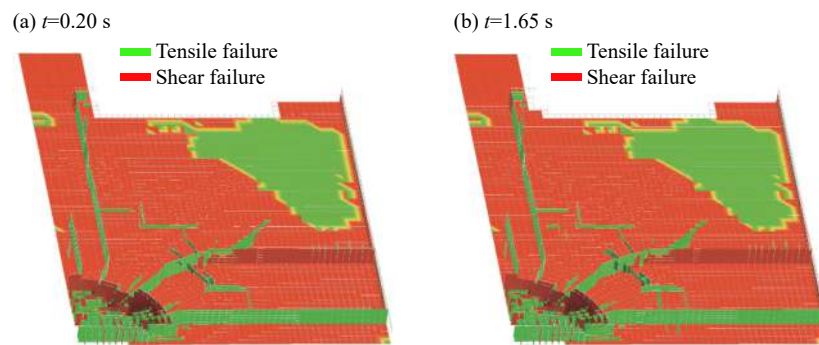 (a) t=0.20 s
Tensile failure
Shear failure
(b) t=1.65 s
Tensile failure
Shear failure